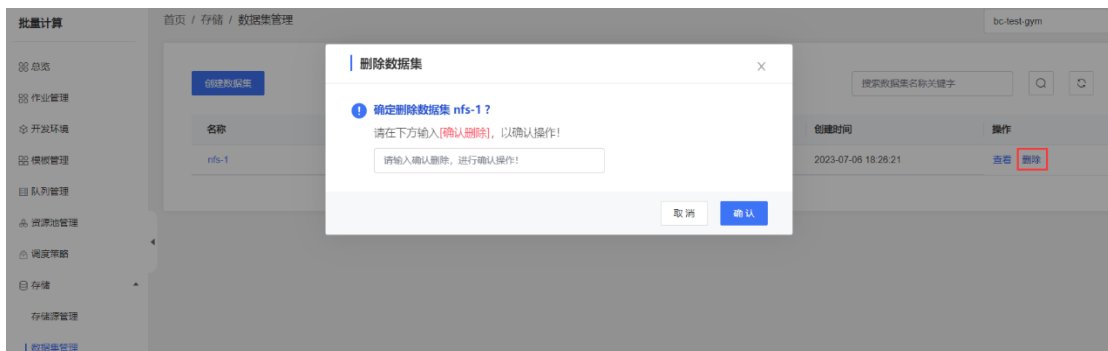 批量计算
首页 / 存储 / 数据集管理
bc-test-gym
总览
作业管理
开发环境
模板管理
队列管理
资源池管理
调度策略
存储
存储源管理
数据集管理
创建数据集
搜索数据集名称关键字
名称
创建时间
操作
nfs-1
2023-07-06 18:26:21
查看 删除
删除数据集
确定删除数据集 nfs-1？
请在下方输入[确认删除]，以确认操作！
请输入确认删除，进行确认操作！
取消
确认